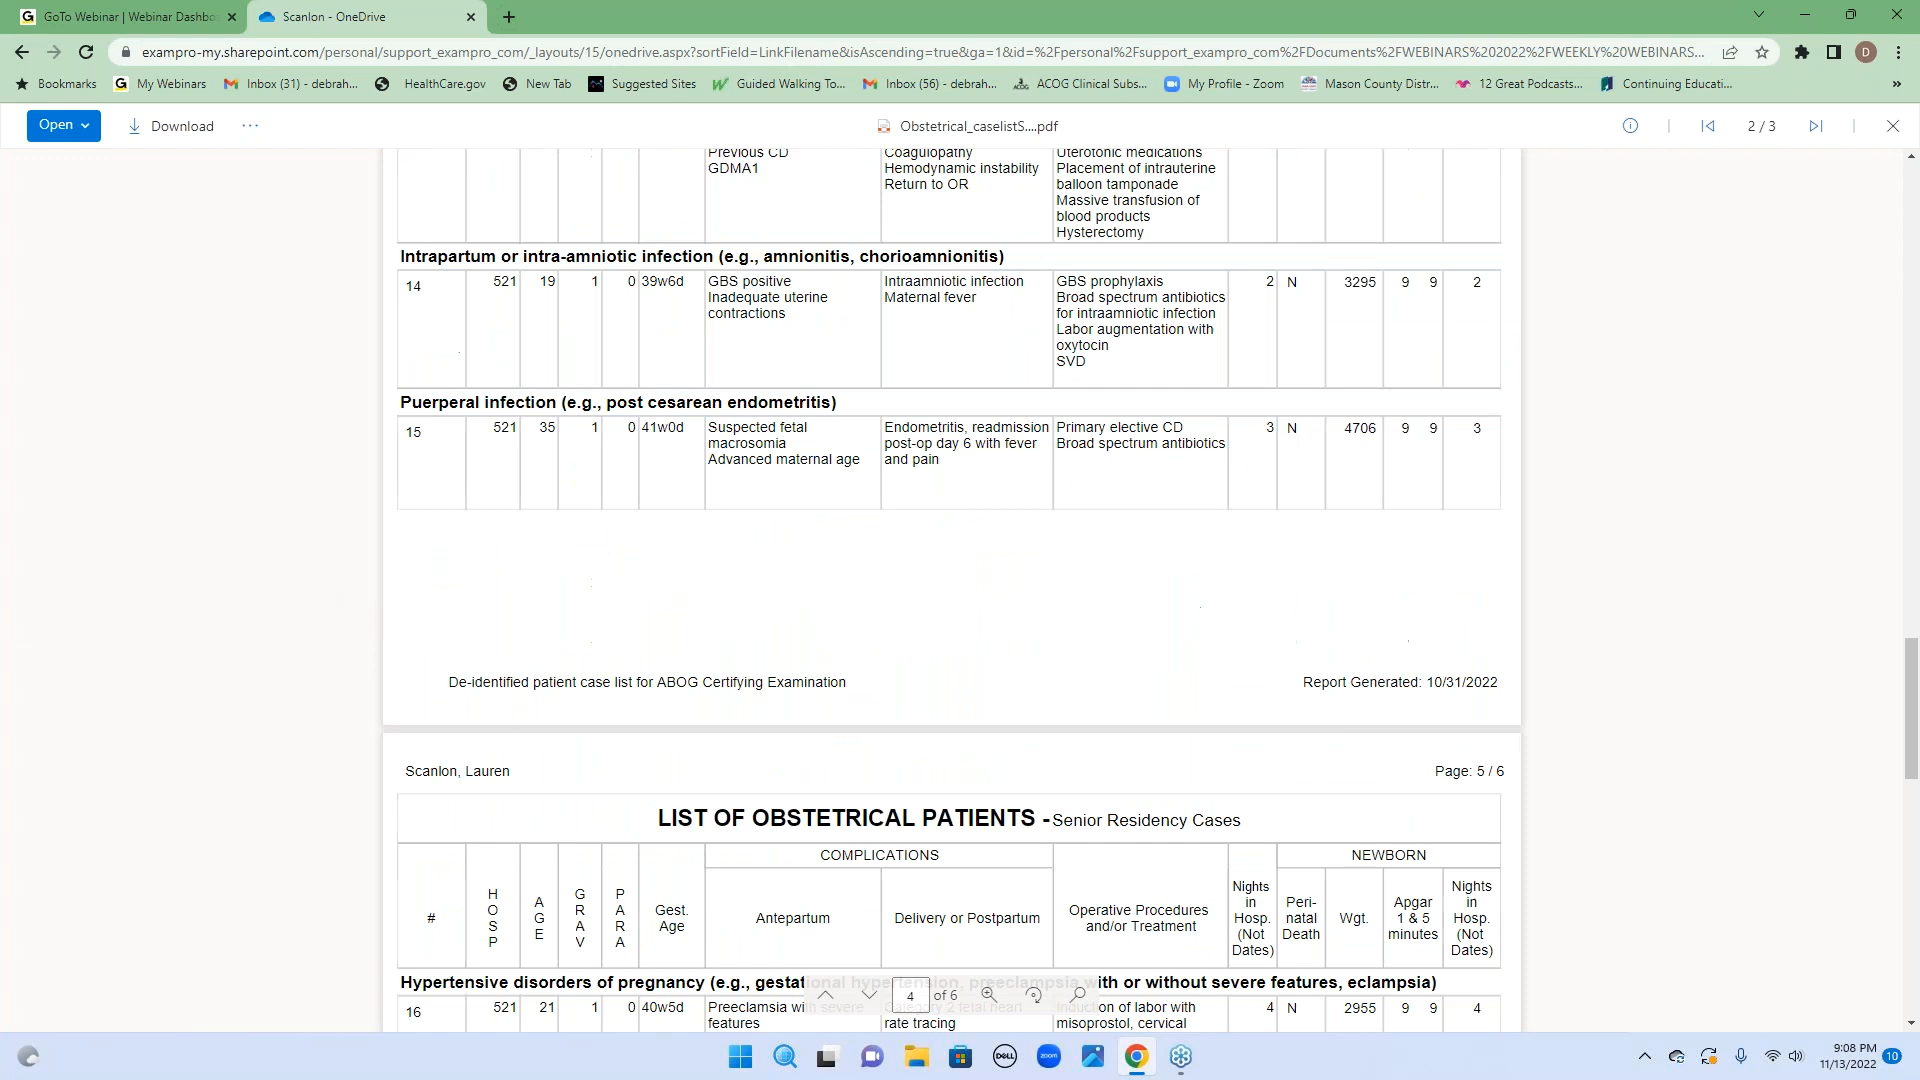 GoTo Webinar | Webinar Dashbo
Scanlon - OneDrive
exampro-my.sharepoint.com/personal/support_exampro_com/_layouts/15/onedrive.aspx?sortField=LinkFilename&isAscending=true&ga=1&id=%2Fpersonal%2Fsupport_exampro_com%2FDocuments%2FWEBINARS%202022%2FWEEKLY%20WEBINARS...
D
Bookmarks
My Webinars
Inbox (31) - debrah...
HealthCare.gov
New Tab
Suggested Sites
Guided Walking To...
Inbox (56) - debrah...
ACOG Clinical Subs...
My Profile - Zoom
Mason County Distr...
12 Great Podcasts...
Continuing Educati...
Open
Download
Obstetrical_caselistS....pdf
2 / 3
Previous CD
GDMA1
Coagulopathy
Hemodynamic instability
Return to OR
Uterotonic medications
Placement of intrauterine
balloon tamponade
Massive transfusion of
blood products
Hysterectomy
Intrapartum or intra-amniotic infection (e.g., amnionitis, chorioamnionitis)
14 521 19 1 0 39w6d
GBS positive
Inadequate uterine
contractions
Intraamniotic infection
Maternal fever
GBS prophylaxis
Broad spectrum antibiotics
for intraamniotic infection
Labor augmentation with
oxytocin
SVD
2 N 3295 9 9 2
Puerperal infection (e.g., post cesarean endometritis)
15 521 35 1 0 41w0d
Suspected fetal
macrosomia
Advanced maternal age
Endometritis, readmission
post-op day 6 with fever
and pain
Primary elective CD
Broad spectrum antibiotics
3 N 4706 9 9 3
De-identified patient case list for ABOG Certifying Examination
Report Generated: 10/31/2022
Scanlon, Lauren
Page: 5 / 6
LIST OF OBSTETRICAL PATIENTS - Senior Residency Cases
COMPLICATIONS
NEWBORN
#
HOSP
AGE
GRAV
PARA
Gest.
Age
Antepartum
Delivery or Postpartum
Operative Procedures
and/or Treatment
Nights
in
Hosp.
(Not
Dates)
Peri-
natal
Death
Wgt.
Apgar
1 & 5
minutes
Nights
in
Hosp.
(Not
Dates)
Hypertensive disorders of pregnancy (e.g., gestational hypertension, preeclampsia with or without severe features, eclampsia)
16 521 21 1 0 40w5d
Preeclamsia with severe
features
Category 2 fetal heart
rate tracing
Induction of labor with
misoprostol, cervical
4 N 2955 9 9 4
4 of 6
DELL
zoom
9:08 PM
11/13/2022
10